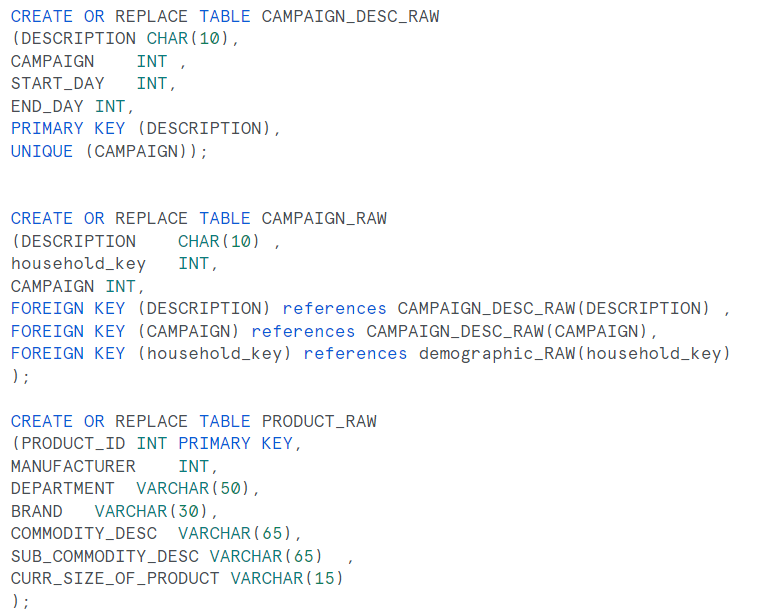 CREATE OR REPLACE TABLE CAMPAIGN_DESC_RAW
(DESCRIPTION CHAR(10),
CAMPAIGN    INT ,
START_DAY   INT,
END_DAY INT,
PRIMARY KEY (DESCRIPTION),
UNIQUE (CAMPAIGN));
CREATE OR REPLACE TABLE CAMPAIGN_RAW
(DESCRIPTION    CHAR(10) ,
household_key   INT,
CAMPAIGN INT,
FOREIGN KEY (DESCRIPTION) references CAMPAIGN_DESC_RAW(DESCRIPTION) ,
FOREIGN KEY (CAMPAIGN) references CAMPAIGN_DESC_RAW(CAMPAIGN),
FOREIGN KEY (household_key) references demographic_RAW(household_key)
);
CREATE OR REPLACE TABLE PRODUCT_RAW
(PRODUCT_ID INT PRIMARY KEY,
MANUFACTURER    INT,
DEPARTMENT  VARCHAR(50),
BRAND   VARCHAR(30),
COMMODITY_DESC  VARCHAR(65),
SUB_COMMODITY_DESC VARCHAR(65)  ,
CURR_SIZE_OF_PRODUCT VARCHAR(15)
);